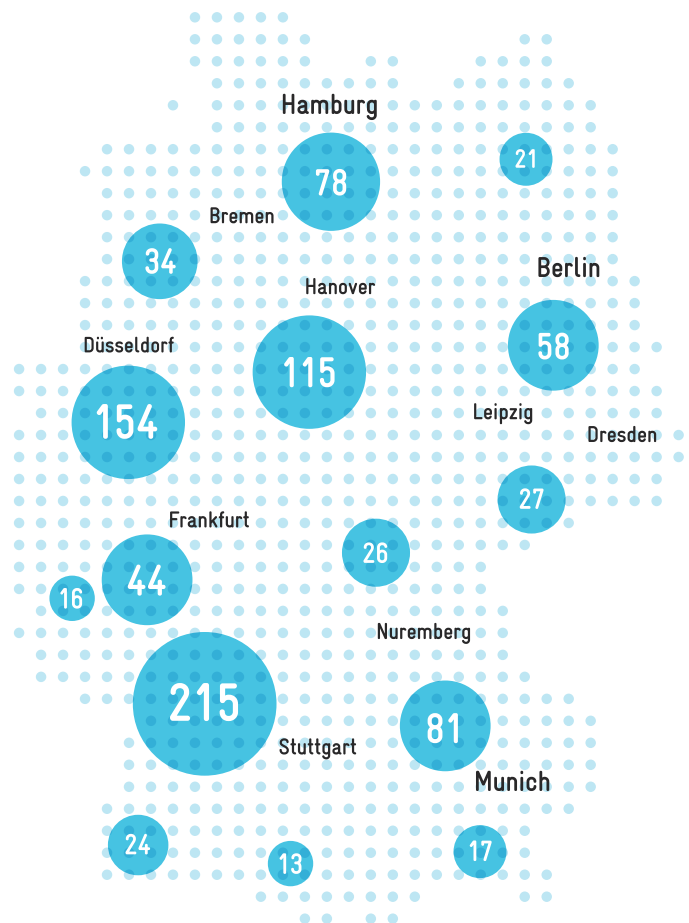 Hamburg
21
78
Bremen
34
Berlin
Hanover
58
Düsseldorf
115
154
Leipzig
Dresden
27
Frankfurt
26
44
16
Nuremberg
215
81
Stuttgart
Munich
24
17
13